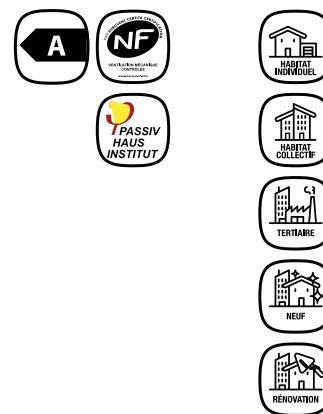 A
NF
VENTILATION MÉCANIQUE
CONTRÔLÉE
PASSIV
HAUS
INSTITUT
HABITAT
INDIVIDUEL
HABITAT
COLLECTIF
TERTIAIRE
NEUF
RÉNOVATION